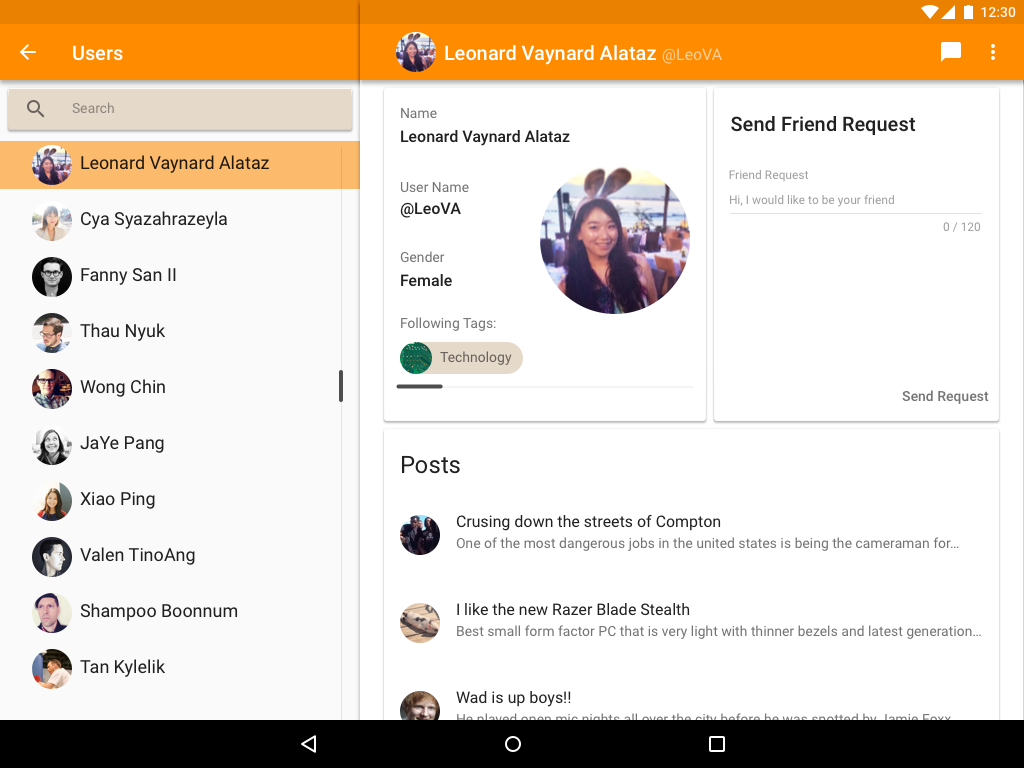 12:30
Users
Leonard Vaynard Alataz @LeoVA
Search
Leonard Vaynard Alataz
Cya Syazahrazeyla
Fanny San II
Thau Nyuk
Wong Chin
JaYe Pang
Xiao Ping
Valen TinoAng
Shampoo Boonnum
Tan Kylelik
Name
Leonard Vaynard Alataz
User Name
@LeoVA
Gender
Female
Following Tags:
Technology
Send Friend Request
Friend Request
Hi, I would like to be your friend
0 / 120
Send Request
Posts
Crusing down the streets of Compton
One of the most dangerous jobs in the united states is being the cameraman for...
I like the new Razer Blade Stealth
Best small form factor PC that is very light with thinner bezels and latest generation...
Wad is up boys!!
He played open mic nights all over the city before he was spotted by Jamie Foxx